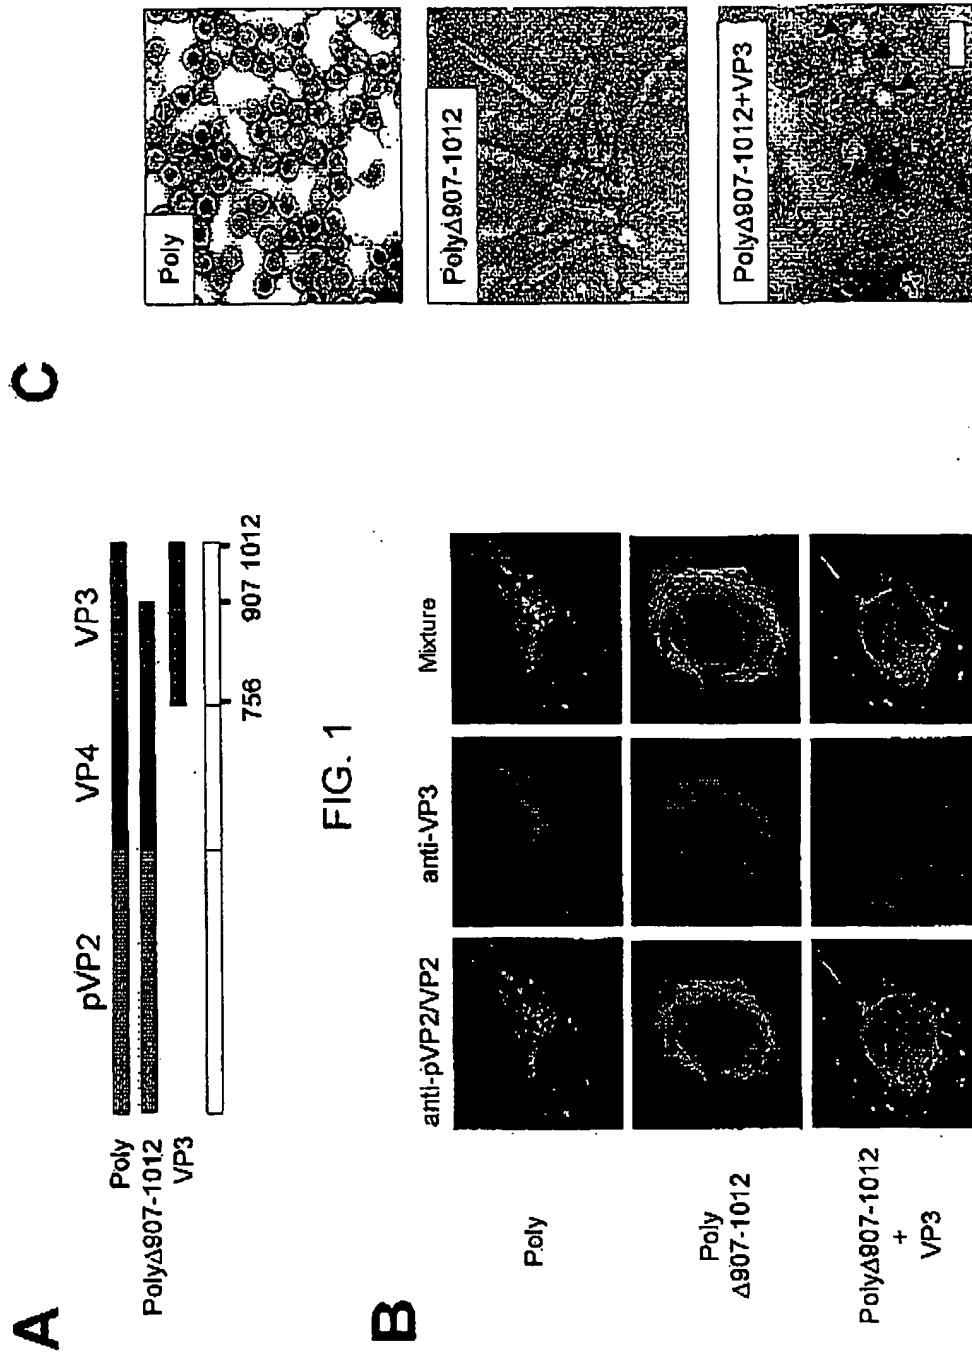 A
pVP2 VP4 VP3
Poly
PolyΔ907-1012
VP3
756 907 1012
FIG. 1
B
anti-pVP2/VP2 anti-VP3 Mixture
Poly
Poly
Δ907-1012
PolyΔ907-1012
+
VP3
C
Poly
PolyΔ907-1012
PolyΔ907-1012+VP3